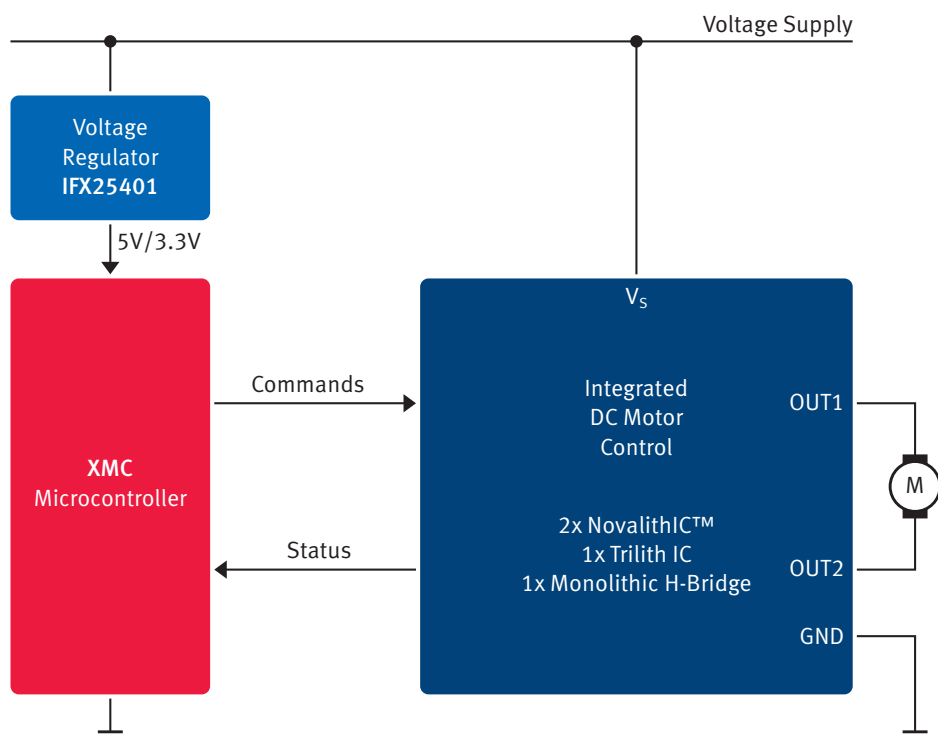 Voltage Supply
Voltage
Regulator
IFX25401
5V/3.3V
XMC
Microcontroller
Commands
Status
VS
Integrated
DC Motor
Control
2x NovalithIC™
1x Trilith IC
1x Monolithic H-Bridge
OUT1
M
OUT2
GND